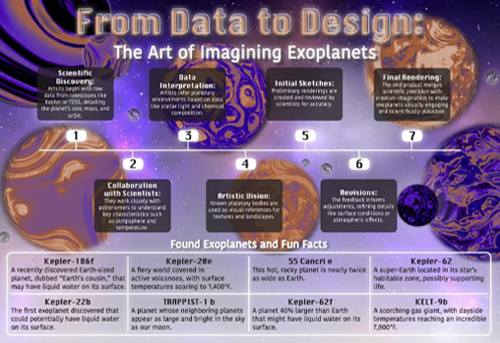 From Data to Design:
The Art of Imagining Exoplanets
Scientific
Discovery:
Artists begin with raw
data from telescopes like
Kepler or TESS, detailing
the planet's size, mass, and
orbit.
1
Collaboration
with Scientists:
They work closely with
astronomers to understand
key characteristics such
as atmosphere and
temperature.
2
Data
Interpretation:
Artists infer planetary
environments based on data
like stellar light and chemical
composition.
3
Artistic Vision:
Known planetary bodies are
used as visual references for
textures and landscapes.
4
Initial Sketches:
Preliminary renderings are
created and reviewed by
scientists for accuracy.
5
Revisions:
The feedback informs
adjustments, refining details
like surface conditions or
atmospheric effects.
6
Final Rendering:
The end product merges
scientific precision with
creative imagination to make
exoplanets visually engaging
and scientifically plausible.
7
Found Exoplanets and Fun Facts
Kepler-186f
A recently discovered Earth-sized
planet, dubbed "Earth's cousin," that
may have liquid water on its surface.
Kepler-20e
A fiery world covered in
active volcanoes, with surface
temperatures soaring to 1,400°F.
55 Cancri e
This hot, rocky planet is nearly twice
as wide as Earth.
Kepler-62
A super-Earth located in its star's
habitable zone, possibly supporting
life.
Kepler-22b
The first exoplanet discovered that
could potentially have liquid water
on its surface.
TRAPPIST-1 b
A planet whose neighboring planets
appear as large and bright in the sky
as our moon.
Kepler-62f
A planet 40% larger than Earth
that might have liquid water on its
surface.
KELT-9b
A scorching gas giant, with dayside
temperatures reaching an incredible
7,800°F.